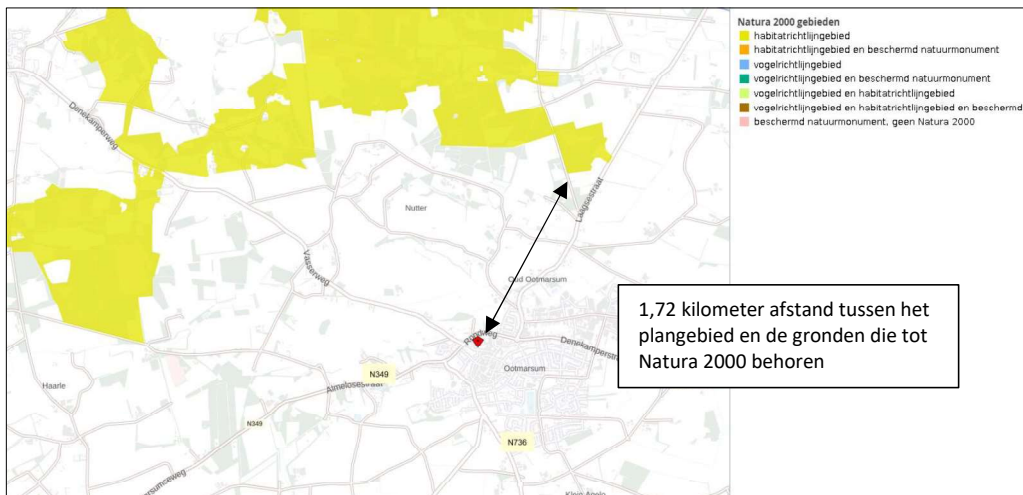 Natura 2000 gebieden
habitatrichtlijngebied
habitatrichtlijngebied en beschermd natuurmonument
vogelrichtlijngebied
vogelrichtlijngebied en beschermd natuurmonument
vogelrichtlijngebied en habitatrichtlijngebied
vogelrichtlijngebied en habitatrichtlijngebied en beschermd
beschermd natuurmonument, geen Natura 2000
Denekamperweg
Nutter
Laagsestraat
Vasserweg
Oud Ootmarsum
1,72 kilometer afstand tussen het
plangebied en de gronden die tot
Natura 2000 behoren
Denekamperstr
Ootmarsum
N349
Almelosestraat
Haarle
N349
N736